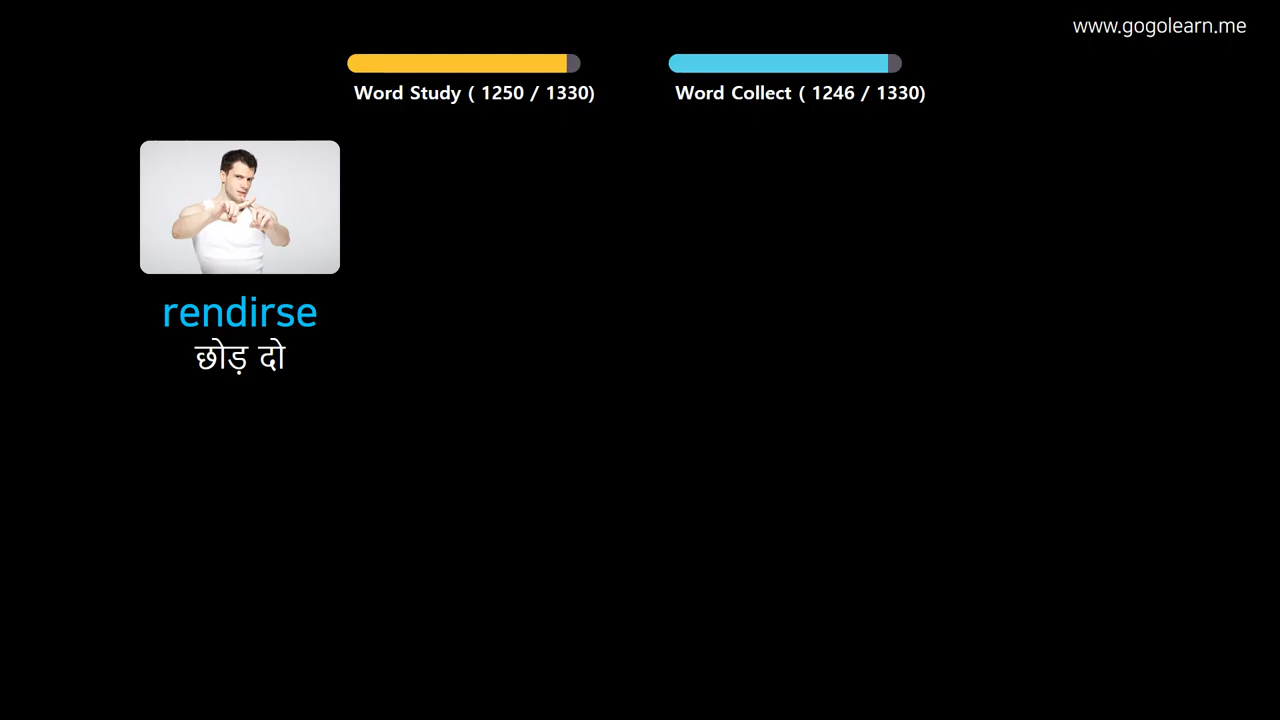 www.gogolearn.me
Word Study ( 1250 / 1330)
Word Collect ( 1246 / 1330)
rendirse
छोड़ दो